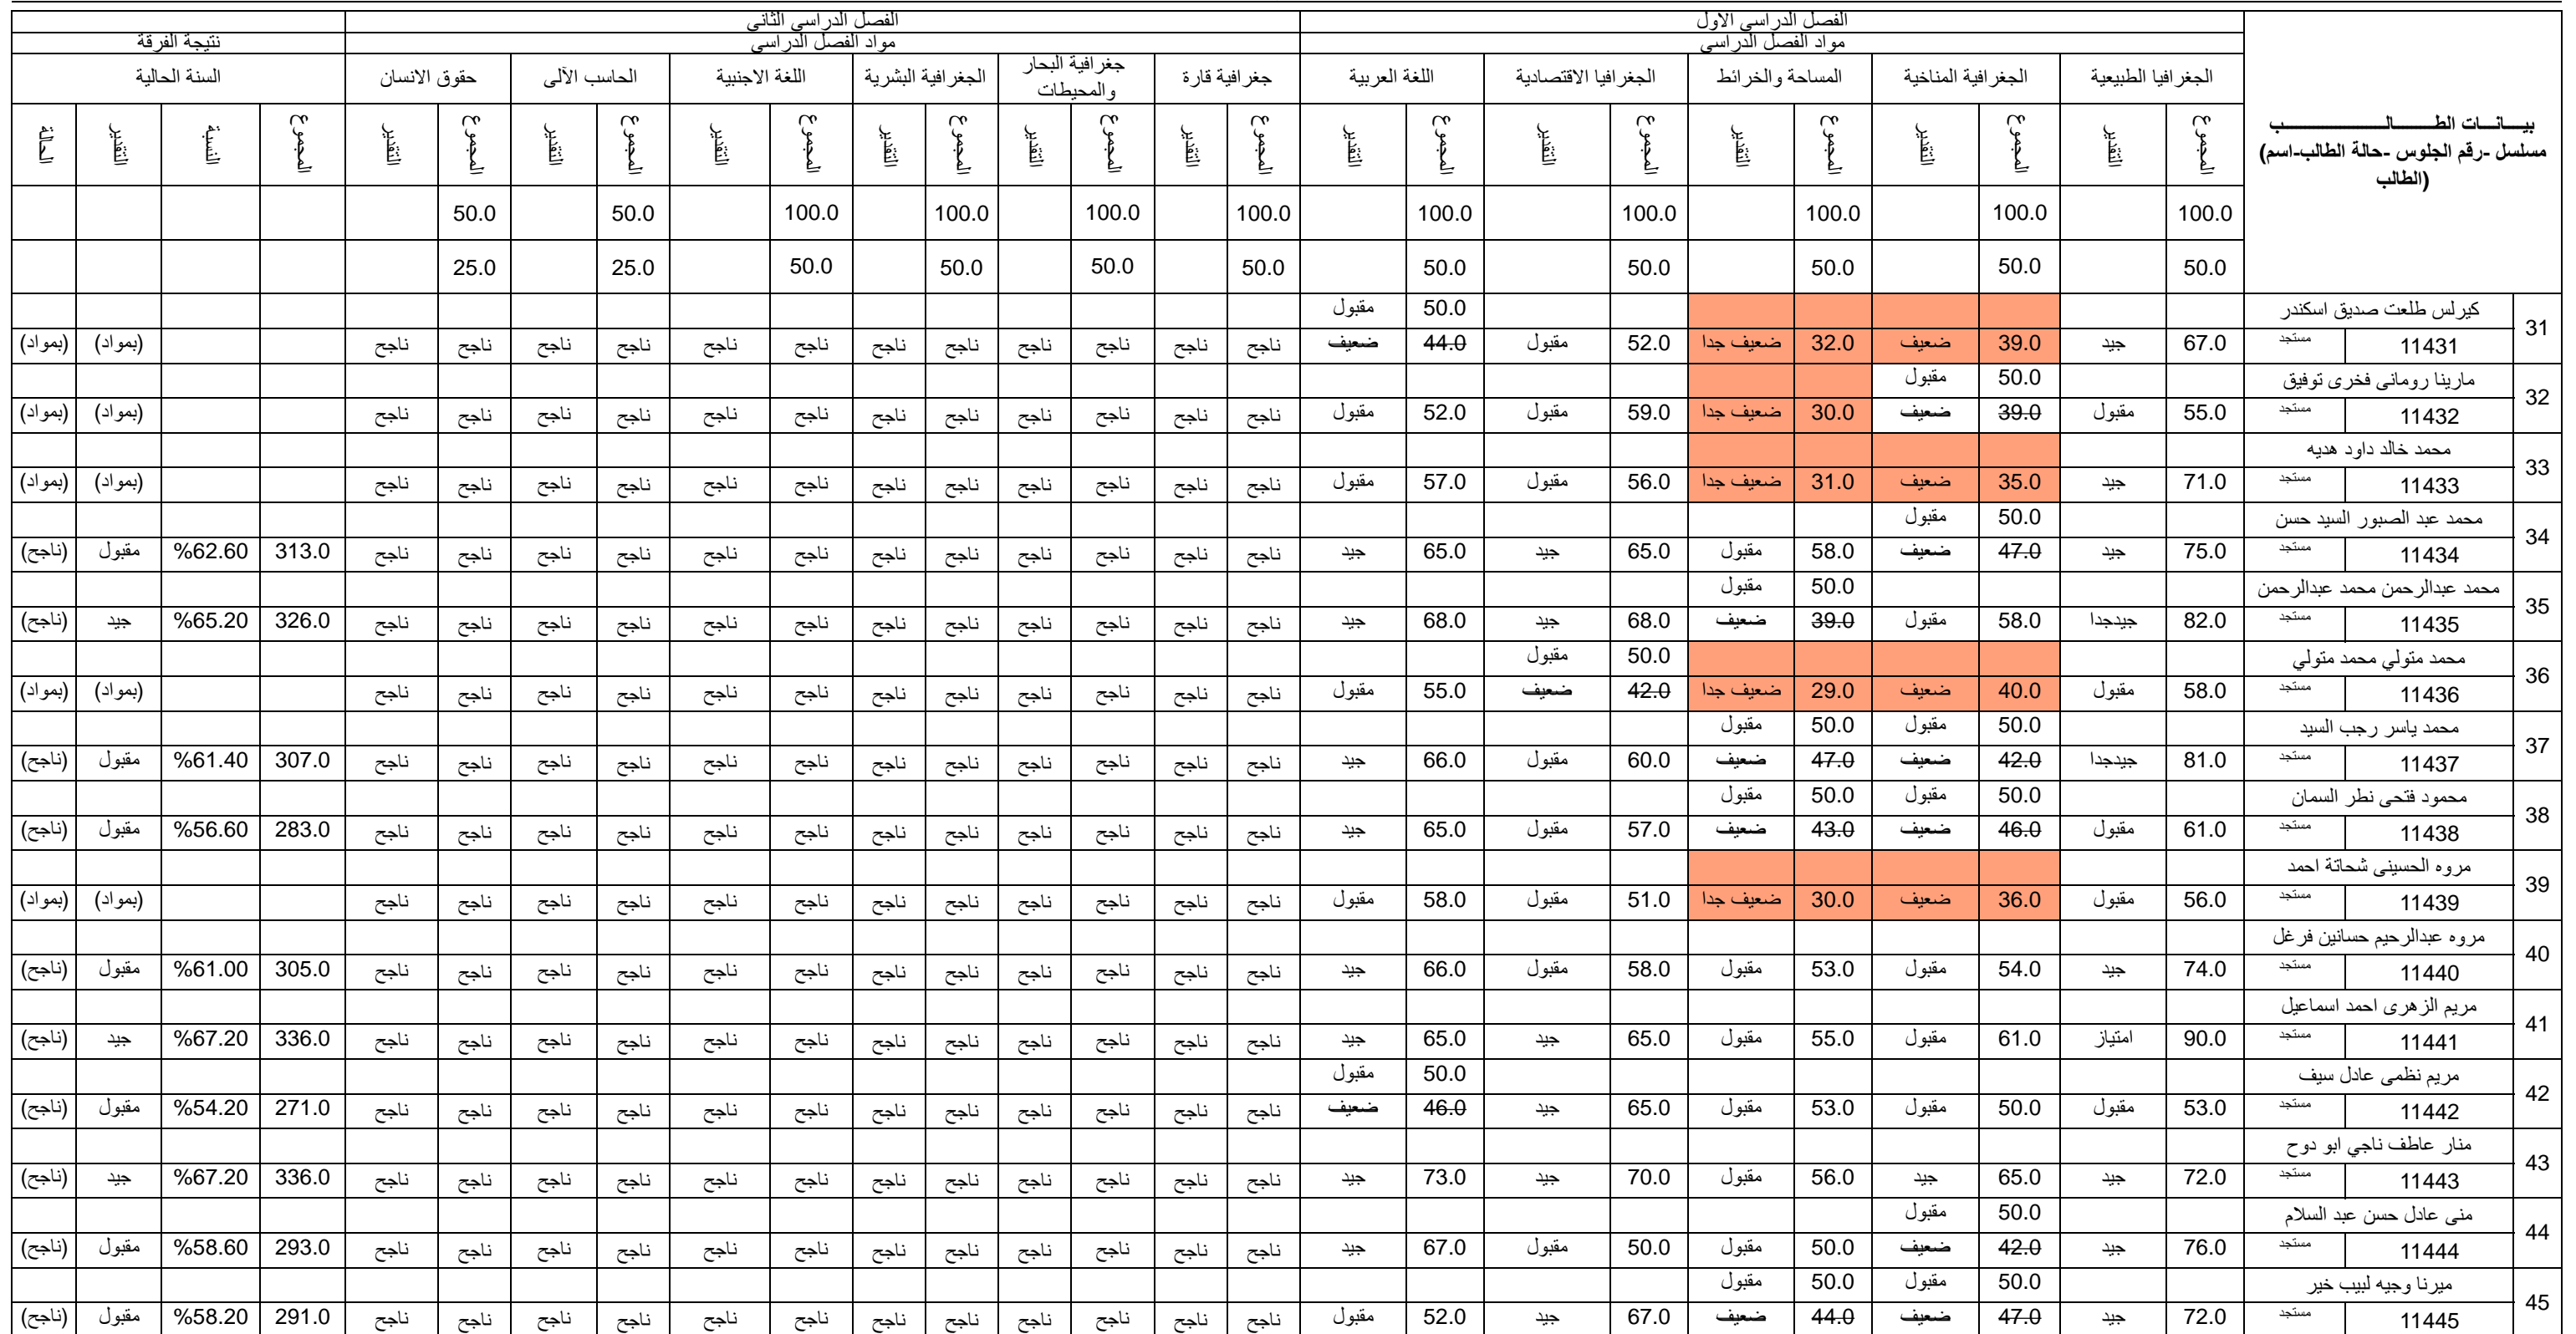 الفصل الدراسي الاول الفصل الدراسي الثاني
مواد الفصل الدراسي مواد الفصل الدراسي نتيجة الفرقة
الجغرافيا الطبيعية الجغرافية المناخية المساحة والخرائط الجغرافيا الاقتصادية اللغة العربية جغرافية قارة جغرافية البحار والمحيطات الجغرافية البشرية اللغة الاجنبية الحاسب الآلى حقوق الانسان السنة الحالية
بيـــانــات الطـــــالـــــــــــب
مسلسل -رقم الجلوس -حالة الطالب-اسم)
(الطالب
المجموع التقدير المجموع التقدير المجموع التقدير المجموع التقدير المجموع التقدير المجموع التقدير المجموع التقدير المجموع التقدير المجموع التقدير المجموع التقدير المجموع التقدير المجموع النسبة التقدير الحالة
100.0 100.0 100.0 100.0 100.0 100.0 100.0 100.0 100.0 50.0 50.0
50.0 50.0 50.0 50.0 50.0 50.0 50.0 50.0 50.0 25.0 25.0
31 كيرلس طلعت صديق اسكندر 50.0 مقبول
11431 مستجد 67.0 جيد 39.0 ضعيف 32.0 ضعيف جدا 52.0 مقبول 44.0 ضعيف ناجح ناجح ناجح ناجح ناجح ناجح ناجح ناجح ناجح ناجح ناجح ناجح (بمواد) (بمواد)
32 مارينا رومانى فخرى توفيق 50.0 مقبول
11432 مستجد 55.0 مقبول 39.0 ضعيف 30.0 ضعيف جدا 59.0 مقبول 52.0 مقبول ناجح ناجح ناجح ناجح ناجح ناجح ناجح ناجح ناجح ناجح ناجح ناجح (بمواد) (بمواد)
33 محمد خالد داود هديه
11433 مستجد 71.0 جيد 35.0 ضعيف 31.0 ضعيف جدا 56.0 مقبول 57.0 مقبول ناجح ناجح ناجح ناجح ناجح ناجح ناجح ناجح ناجح ناجح ناجح ناجح (بمواد) (بمواد)
34 محمد عبد الصبور السيد حسن 50.0 مقبول
11434 مستجد 75.0 جيد 47.0 ضعيف 58.0 مقبول 65.0 جيد 65.0 جيد ناجح ناجح ناجح ناجح ناجح ناجح ناجح ناجح ناجح ناجح ناجح ناجح 313.0 %62.60 مقبول (ناجح)
35 محمد عبدالرحمن محمد عبدالرحمن 50.0 مقبول
11435 مستجد 82.0 جيدجدا 58.0 مقبول 39.0 ضعيف 68.0 جيد 68.0 جيد ناجح ناجح ناجح ناجح ناجح ناجح ناجح ناجح ناجح ناجح ناجح ناجح 326.0 %65.20 جيد (ناجح)
36 محمد متولي محمد متولي 50.0 مقبول
11436 مستجد 58.0 مقبول 40.0 ضعيف 29.0 ضعيف جدا 42.0 ضعيف 55.0 مقبول ناجح ناجح ناجح ناجح ناجح ناجح ناجح ناجح ناجح ناجح ناجح ناجح (بمواد) (بمواد)
37 محمد ياسر رجب السيد 50.0 مقبول 50.0 مقبول
11437 مستجد 81.0 جيدجدا 42.0 ضعيف 47.0 ضعيف 60.0 مقبول 66.0 جيد ناجح ناجح ناجح ناجح ناجح ناجح ناجح ناجح ناجح ناجح ناجح ناجح 307.0 %61.40 مقبول (ناجح)
38 محمود فتحى نطر السمان 50.0 مقبول 50.0 مقبول
11438 مستجد 61.0 مقبول 46.0 ضعيف 43.0 ضعيف 57.0 مقبول 65.0 جيد ناجح ناجح ناجح ناجح ناجح ناجح ناجح ناجح ناجح ناجح ناجح ناجح 283.0 %56.60 مقبول (ناجح)
39 مروه الحسينى شحاتة احمد
11439 مستجد 56.0 مقبول 36.0 ضعيف 30.0 ضعيف جدا 51.0 مقبول 58.0 مقبول ناجح ناجح ناجح ناجح ناجح ناجح ناجح ناجح ناجح ناجح ناجح ناجح (بمواد) (بمواد)
40 مروه عبدالرحيم حسانين فرغل
11440 مستجد 74.0 جيد 54.0 مقبول 53.0 مقبول 58.0 مقبول 66.0 جيد ناجح ناجح ناجح ناجح ناجح ناجح ناجح ناجح ناجح ناجح ناجح ناجح 305.0 %61.00 مقبول (ناجح)
41 مريم الزهرى احمد اسماعيل
11441 مستجد 90.0 امتياز 61.0 مقبول 55.0 مقبول 65.0 جيد 65.0 جيد ناجح ناجح ناجح ناجح ناجح ناجح ناجح ناجح ناجح ناجح ناجح ناجح 336.0 %67.20 جيد (ناجح)
42 مريم نظمى عادل سيف 50.0 مقبول
11442 مستجد 53.0 مقبول 50.0 مقبول 53.0 مقبول 65.0 جيد 46.0 ضعيف ناجح ناجح ناجح ناجح ناجح ناجح ناجح ناجح ناجح ناجح ناجح ناجح 271.0 %54.20 مقبول (ناجح)
43 منار عاطف ناجي ابو دوح
11443 مستجد 72.0 جيد 65.0 جيد 56.0 مقبول 70.0 جيد 73.0 جيد ناجح ناجح ناجح ناجح ناجح ناجح ناجح ناجح ناجح ناجح ناجح ناجح 336.0 %67.20 جيد (ناجح)
44 منى عادل حسن عبد السلام 50.0 مقبول
11444 مستجد 76.0 جيد 42.0 ضعيف 50.0 مقبول 50.0 مقبول 67.0 جيد ناجح ناجح ناجح ناجح ناجح ناجح ناجح ناجح ناجح ناجح ناجح ناجح 293.0 %58.60 مقبول (ناجح)
45 ميرنا وجيه لبيب خير 50.0 مقبول 50.0 مقبول
11445 مستجد 72.0 جيد 47.0 ضعيف 44.0 ضعيف 67.0 جيد 52.0 مقبول ناجح ناجح ناجح ناجح ناجح ناجح ناجح ناجح ناجح ناجح ناجح ناجح 291.0 %58.20 مقبول (ناجح)